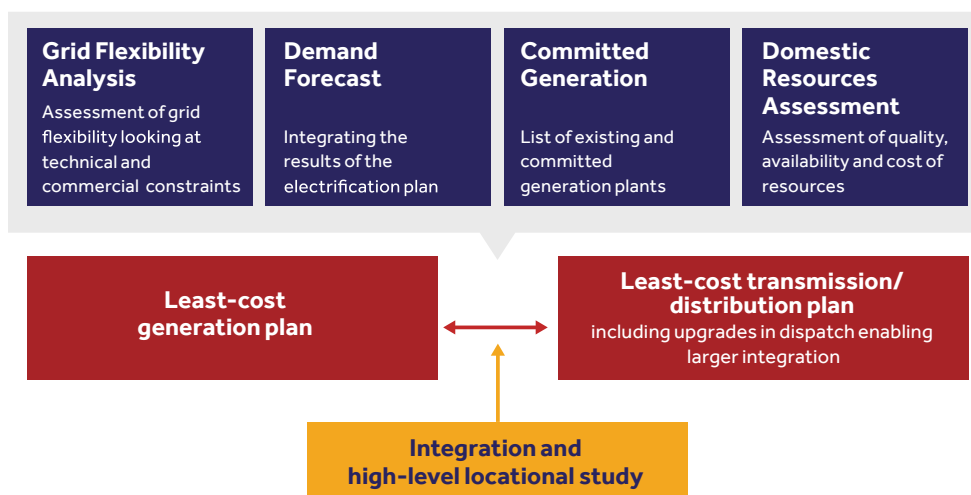 Grid Flexibility
Analysis
Assessment of grid
flexibility looking at
technical and
commercial constraints
Demand
Forecast
Integrating the
results of the
electrification plan
Committed
Generation
List of existing and
committed
generation plants
Domestic
Resources
Assessment
Assessment of quality,
availability and cost of
resources
Least-cost
generation plan
Least-cost transmission/
distribution plan
including upgrades in dispatch enabling
larger integration
Integration and
high-level locational study